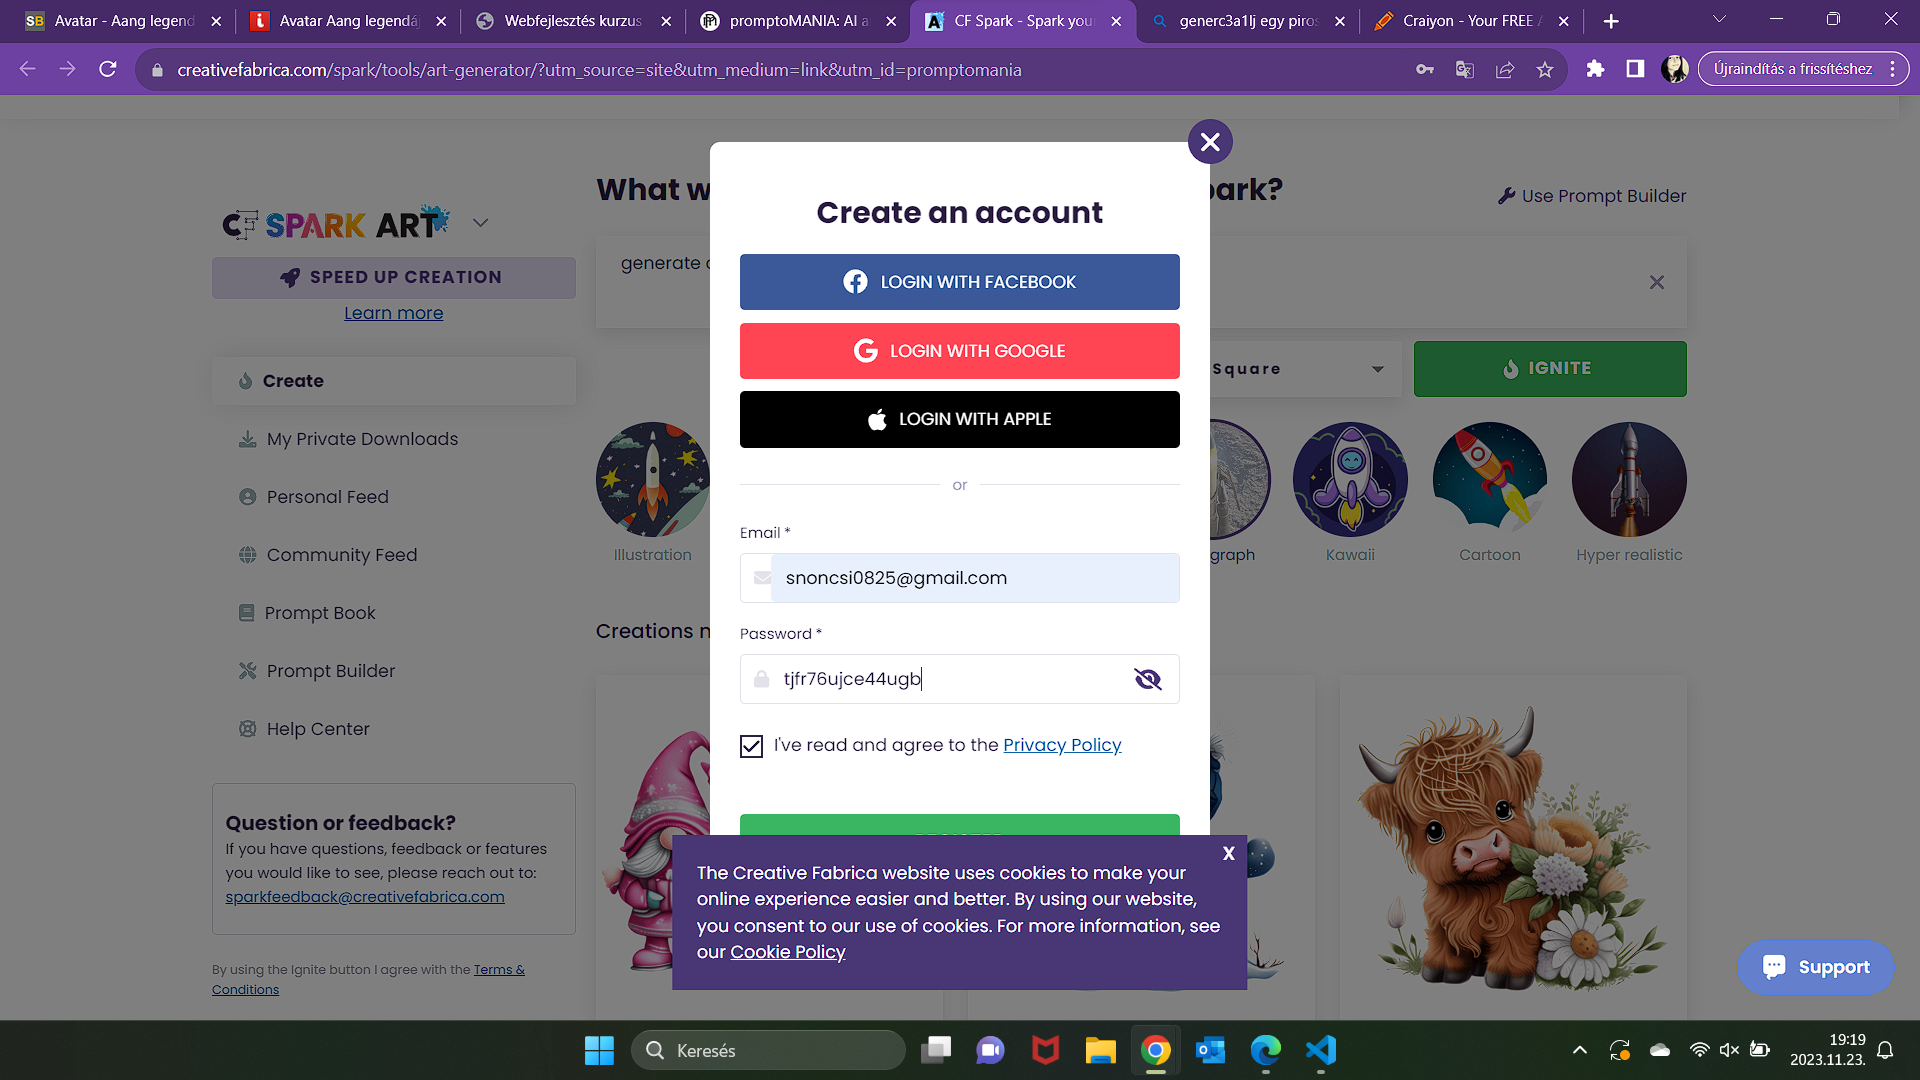 Avatar - Aang legend
Avatar Aang legendá
Webfejlesztés kurzus
promptoMANIA: AI a
CF Spark - Spark your
generc3a1lj egy piros
Craiyon - Your FREE A
creativefabrica.com/spark/tools/art-generator/?utm_source=site&utm_medium=link&utm_id=promptomania
Újraindítás a frissítéshez
CF SPARK ART
SPEED UP CREATION
Learn more
Create
My Private Downloads
Personal Feed
Community Feed
Prompt Book
Prompt Builder
Help Center
Question or feedback?
If you have questions, feedback or features
you would like to see, please reach out to:
sparkfeedback@creativefabrica.com
By using the Ignite button I agree with the Terms &
Conditions
What w
park?
Use Prompt Builder
generate
Square
IGNITE
Illustration
graph
Kawaii
Cartoon
Hyper realistic
Creations
Create an account
LOGIN WITH FACEBOOK
LOGIN WITH GOOGLE
LOGIN WITH APPLE
or
Email *
snoncsi0825@gmail.com
Password *
tjfr76ujce44ugb
I've read and agree to the Privacy Policy
X
The Creative Fabrica website uses cookies to make your
online experience easier and better. By using our website,
you consent to our use of cookies. For more information, see
our Cookie Policy
Support
Keresés
19:19
2023.11.23.